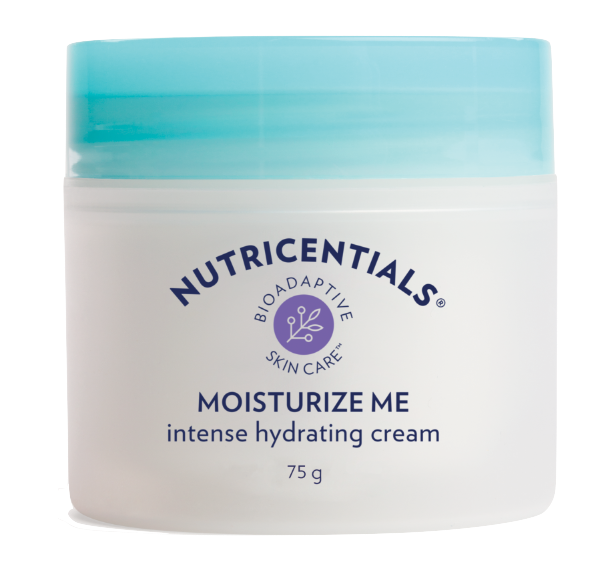 NUTRICENTIALS®
BIOADAPTIVE
SKIN CARE™
MOISTURIZE ME
intense hydrating cream
75 g